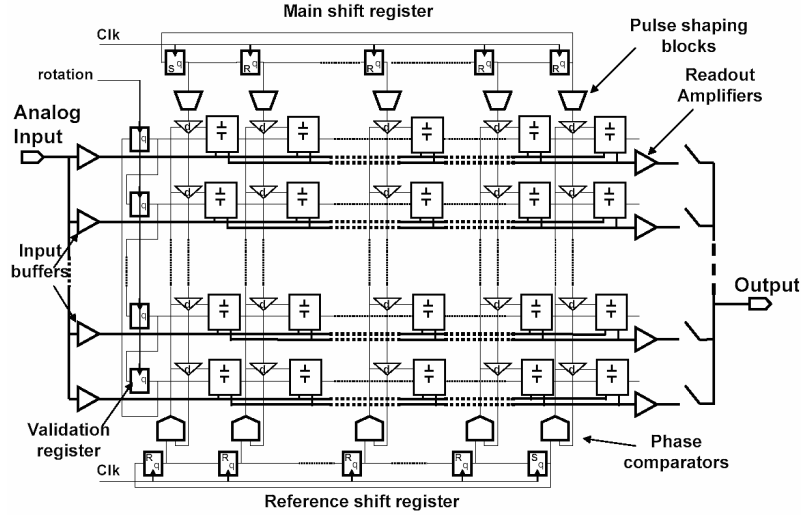 Main shift register
Clk
S q
R q
R q
R q
R q
Pulse shaping
blocks
rotation
Readout
Amplifiers
Analog
Input
q
d d d d d
q
d d d d d
Input
buffers
Output
q
d d d d d
q
d d d d d
Validation
register
Phase
comparators
R q
R q
R q
R q
S q
Clk
Reference shift register